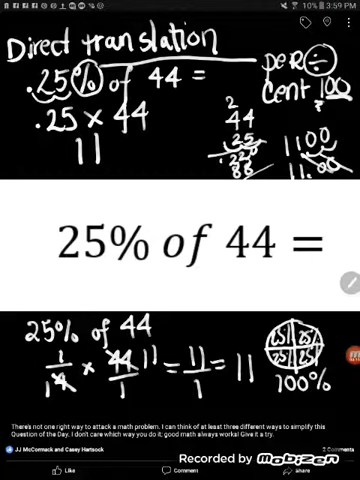 10% 3:59 PM
Direct translation
.25% of 44 =
.25 × 44
11
per ÷
cent 100
2
44
.25
220
88
1100
11.00
25% of 44 =
25% of 44
1/4 × 44/1 11 = 11/1 = 11
25 25
25 25
100%
There's not one right way to attack a math problem. I can think of at least three different ways to simplify this
Question of the Day. I don't care which way you do it; good math always works! Give it a try.
JJ McCormack and Casey Hartsock
2 Comments
Recorded by Mobizen
Like Comment Share